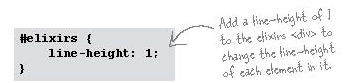 #elixirs {
line-height: 1;
}
Add a line-height of 1
to the elixirs <div> to
change the line-height
of each element in it.